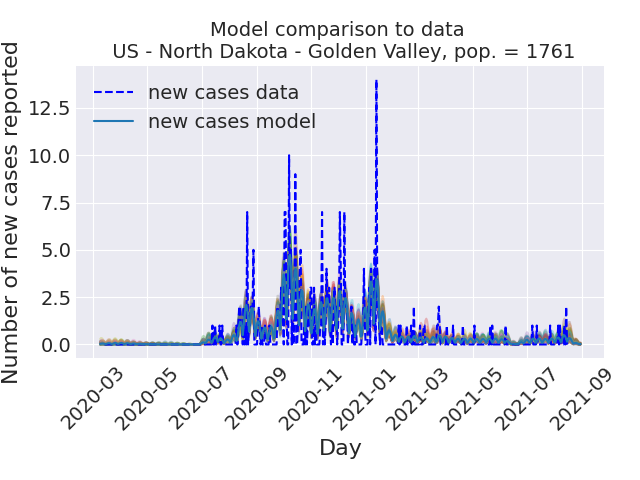 Model comparison to data
US - North Dakota - Golden Valley, pop. = 1761
Number of new cases reported
12.5
10.0
7.5
5.0
2.5
0.0
new cases data
new cases model
2020-03
2020-05
2020-07
2020-09
2020-11
2021-01
2021-03
2021-05
2021-07
2021-09
Day